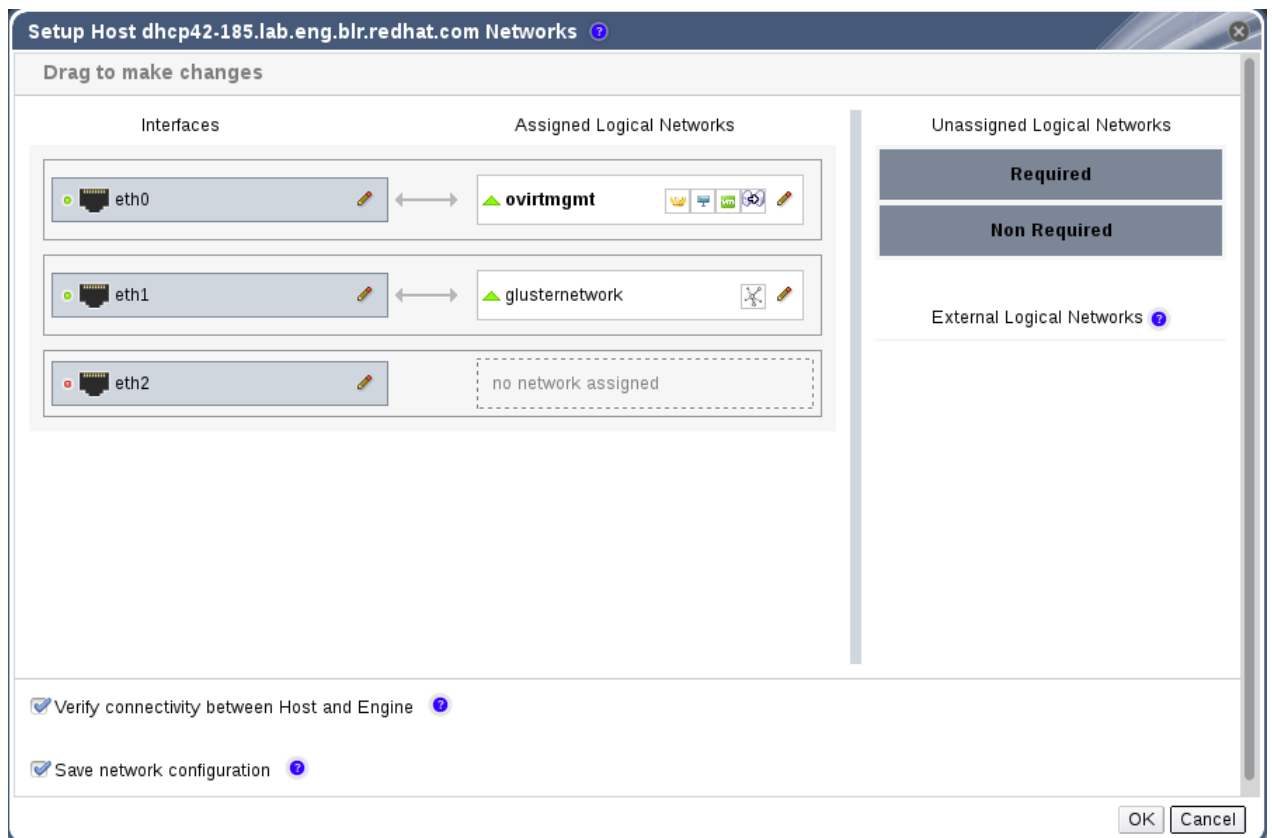 Setup Host dhcp42-185.lab.eng.blr.redhat.com Networks ?
Drag to make changes
Interfaces
Assigned Logical Networks
Unassigned Logical Networks
eth0
ovirtmgmt
vm
Required
Non Required
eth1
glusternetwork
External Logical Networks ?
eth2
no network assigned
Verify connectivity between Host and Engine ?
Save network configuration ?
OK
Cancel